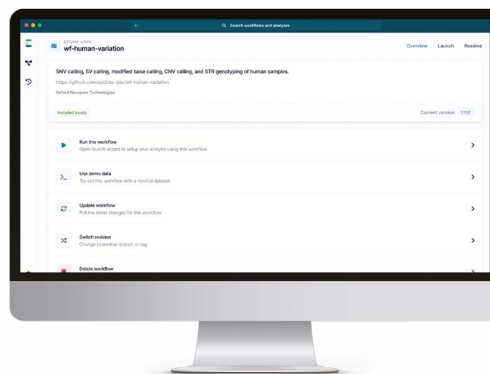 Search workflows and analyses
EPI2ME-LABS
wf-human-variation
Overview Launch Readme
SNV calling, SV calling, modified base calling, CNV calling, and STR genotyping of human samples.
https://github.com/epi2me-labs/wf-human-variation
Oxford Nanopore Technologies
Installed locally
Current version:
Run this workflow
Open launch wizard to setup your analysis using this workflow.
Use demo data
Try out this workflow with a minimal dataset.
Update workflow
Pull the latest changes for this workflow.
Switch revision
Change to another branch or tag
Delete workflow